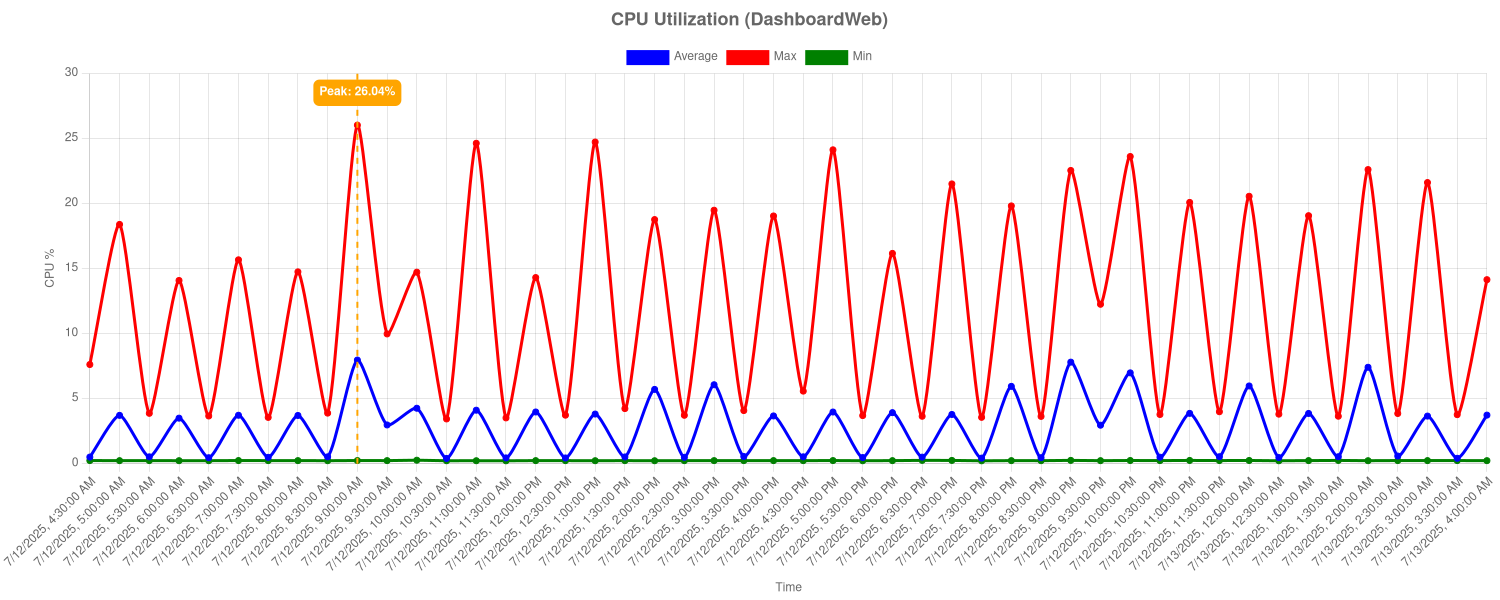 CPU Utilization (DashboardWeb)
Average Max Min
Peak: 26.04%
30
25
20
15
10
5
0
CPU %
7/12/2025, 4:30:00 AM
7/12/2025, 5:00:00 AM
7/12/2025, 5:30:00 AM
7/12/2025, 6:00:00 AM
7/12/2025, 6:30:00 AM
7/12/2025, 7:00:00 AM
7/12/2025, 7:30:00 AM
7/12/2025, 8:00:00 AM
7/12/2025, 8:30:00 AM
7/12/2025, 9:00:00 AM
7/12/2025, 9:30:00 AM
7/12/2025, 10:00:00 AM
7/12/2025, 10:30:00 AM
7/12/2025, 11:00:00 AM
7/12/2025, 11:30:00 AM
7/12/2025, 12:00:00 PM
7/12/2025, 12:30:00 PM
7/12/2025, 1:00:00 PM
7/12/2025, 1:30:00 PM
7/12/2025, 2:00:00 PM
7/12/2025, 2:30:00 PM
7/12/2025, 3:00:00 PM
7/12/2025, 3:30:00 PM
7/12/2025, 4:00:00 PM
7/12/2025, 4:30:00 PM
7/12/2025, 5:00:00 PM
7/12/2025, 5:30:00 PM
7/12/2025, 6:00:00 PM
7/12/2025, 6:30:00 PM
7/12/2025, 7:00:00 PM
7/12/2025, 7:30:00 PM
7/12/2025, 8:00:00 PM
7/12/2025, 8:30:00 PM
7/12/2025, 9:00:00 PM
7/12/2025, 9:30:00 PM
7/12/2025, 10:00:00 PM
7/12/2025, 10:30:00 PM
7/12/2025, 11:00:00 PM
7/12/2025, 11:30:00 PM
7/13/2025, 12:00:00 AM
7/13/2025, 12:30:00 AM
7/13/2025, 1:00:00 AM
7/13/2025, 1:30:00 AM
7/13/2025, 2:00:00 AM
7/13/2025, 2:30:00 AM
7/13/2025, 3:00:00 AM
7/13/2025, 3:30:00 AM
7/13/2025, 4:00:00 AM
Time